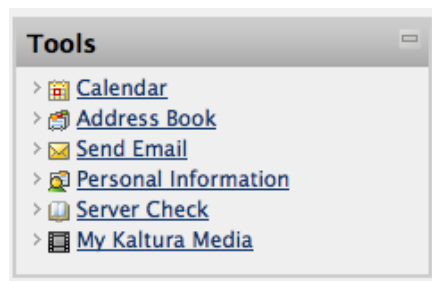 Tools
Calendar
Address Book
Send Email
Personal Information
Server Check
My Kaltura Media